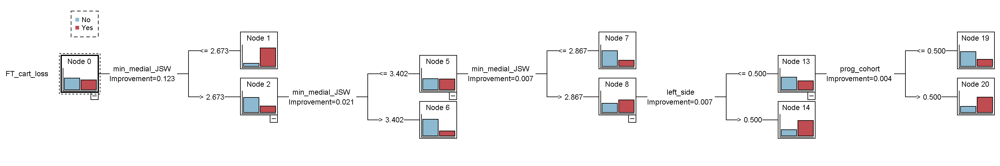 No
Yes
FT_cart_loss
Node 0
min_medial_JSW
Improvement=0.123
<= 2.673
> 2.673
Node 1
Node 2
min_medial_JSW
Improvement=0.021
<= 3.402
> 3.402
Node 5
Node 6
min_medial_JSW
Improvement=0.007
<= 2.867
> 2.867
Node 7
Node 8
left_side
Improvement=0.007
<= 0.500
> 0.500
Node 13
Node 14
prog_cohort
Improvement=0.004
<= 0.500
> 0.500
Node 19
Node 20